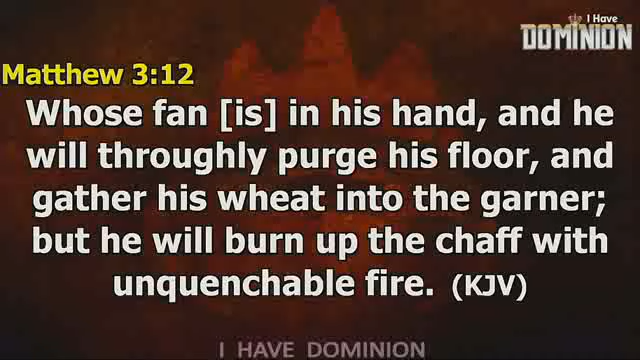 I Have
DOMINION
Matthew 3:12
Whose fan [is] in his hand, and he
will throughly purge his floor, and
gather his wheat into the garner;
but he will burn up the chaff with
unquenchable fire. (KJV)
I HAVE DOMINION